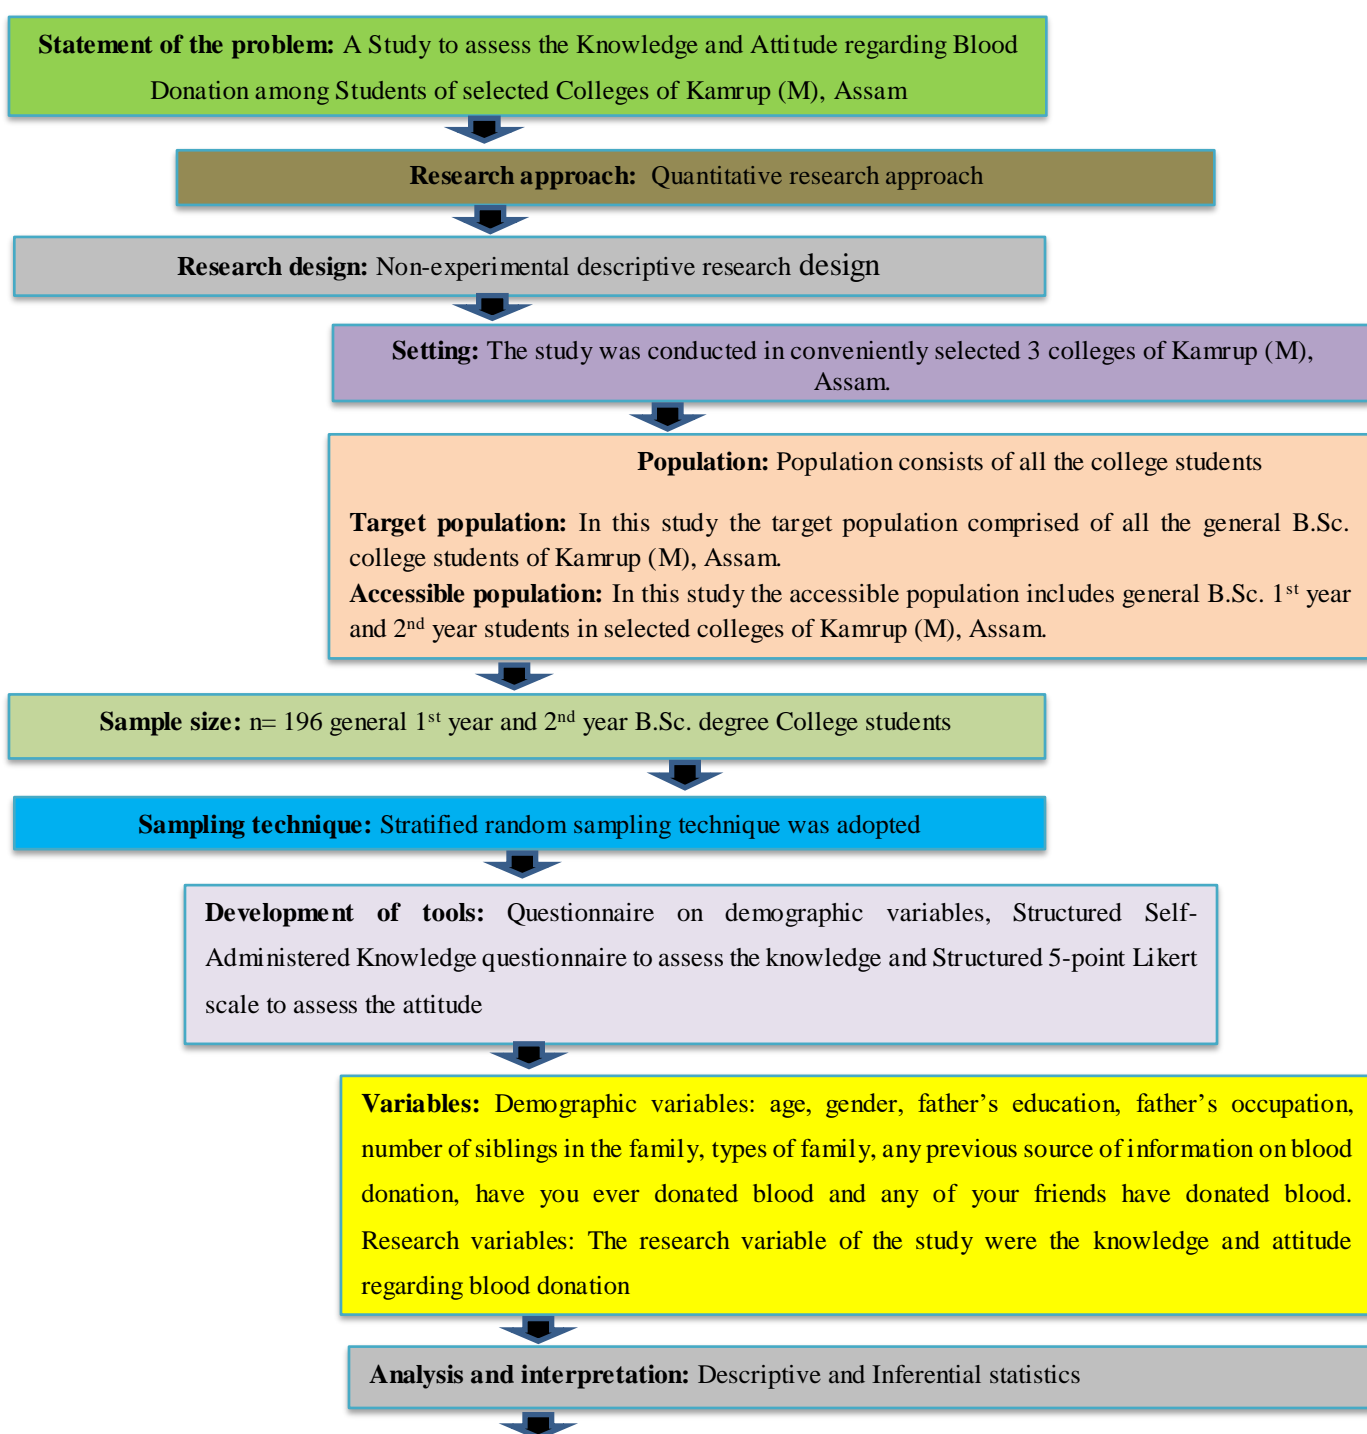 Statement of the problem: A Study to assess the Knowledge and Attitude regarding Blood
Donation among Students of selected Colleges of Kamrup (M), Assam
Research approach: Quantitative research approach
Research design: Non-experimental descriptive research design
Setting: The study was conducted in conveniently selected 3 colleges of Kamrup (M),
Assam.
Population: Population consists of all the college students
Target population: In this study the target population comprised of all the general B.Sc.
college students of Kamrup (M), Assam.
Accessible population: In this study the accessible population includes general B.Sc. 1st year
and 2nd year students in selected colleges of Kamrup (M), Assam.
Sample size: n= 196 general 1st year and 2nd year B.Sc. degree College students
Sampling technique: Stratified random sampling technique was adopted
Development of tools: Questionnaire on demographic variables, Structured Self-
Administered Knowledge questionnaire to assess the knowledge and Structured 5-point Likert
scale to assess the attitude
Variables: Demographic variables: age, gender, father’s education, father’s occupation,
number of siblings in the family, types of family, any previous source of information on blood
donation, have you ever donated blood and any of your friends have donated blood.
Research variables: The research variable of the study were the knowledge and attitude
regarding blood donation
Analysis and interpretation: Descriptive and Inferential statistics